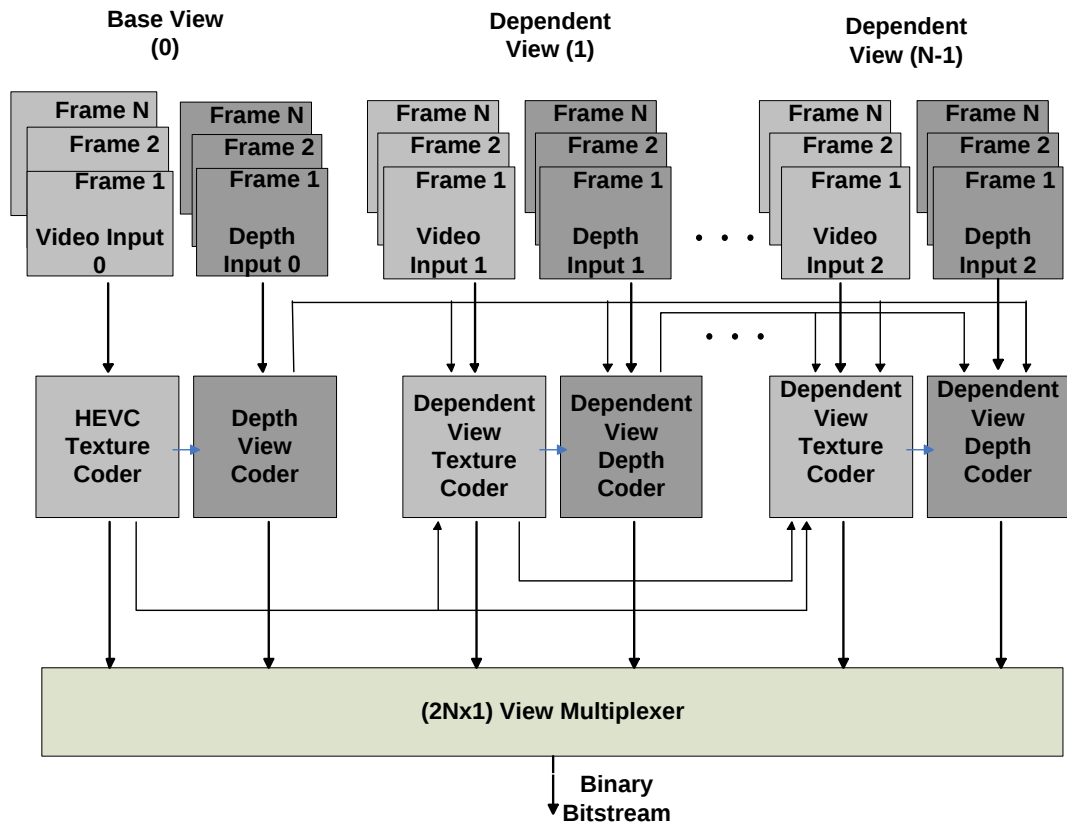 Base View
(0)
Dependent
View (1)
Dependent
View (N-1)
Frame N
Frame 2
Frame 1
Video Input
0
Frame N
Frame 2
Frame 1
Depth
Input 0
Frame N
Frame 2
Frame 1
Video
Input 1
Frame N
Frame 2
Frame 1
Depth
Input 1
. . .
Frame N
Frame 2
Frame 1
Video
Input 2
Frame N
Frame 2
Frame 1
Depth
Input 2
. . .
HEVC
Texture
Coder
Depth
View
Coder
Dependent
View
Texture
Coder
Dependent
View
Depth
Coder
Dependent
View
Texture
Coder
Dependent
View
Depth
Coder
(2Nx1) View Multiplexer
Binary
Bitstream